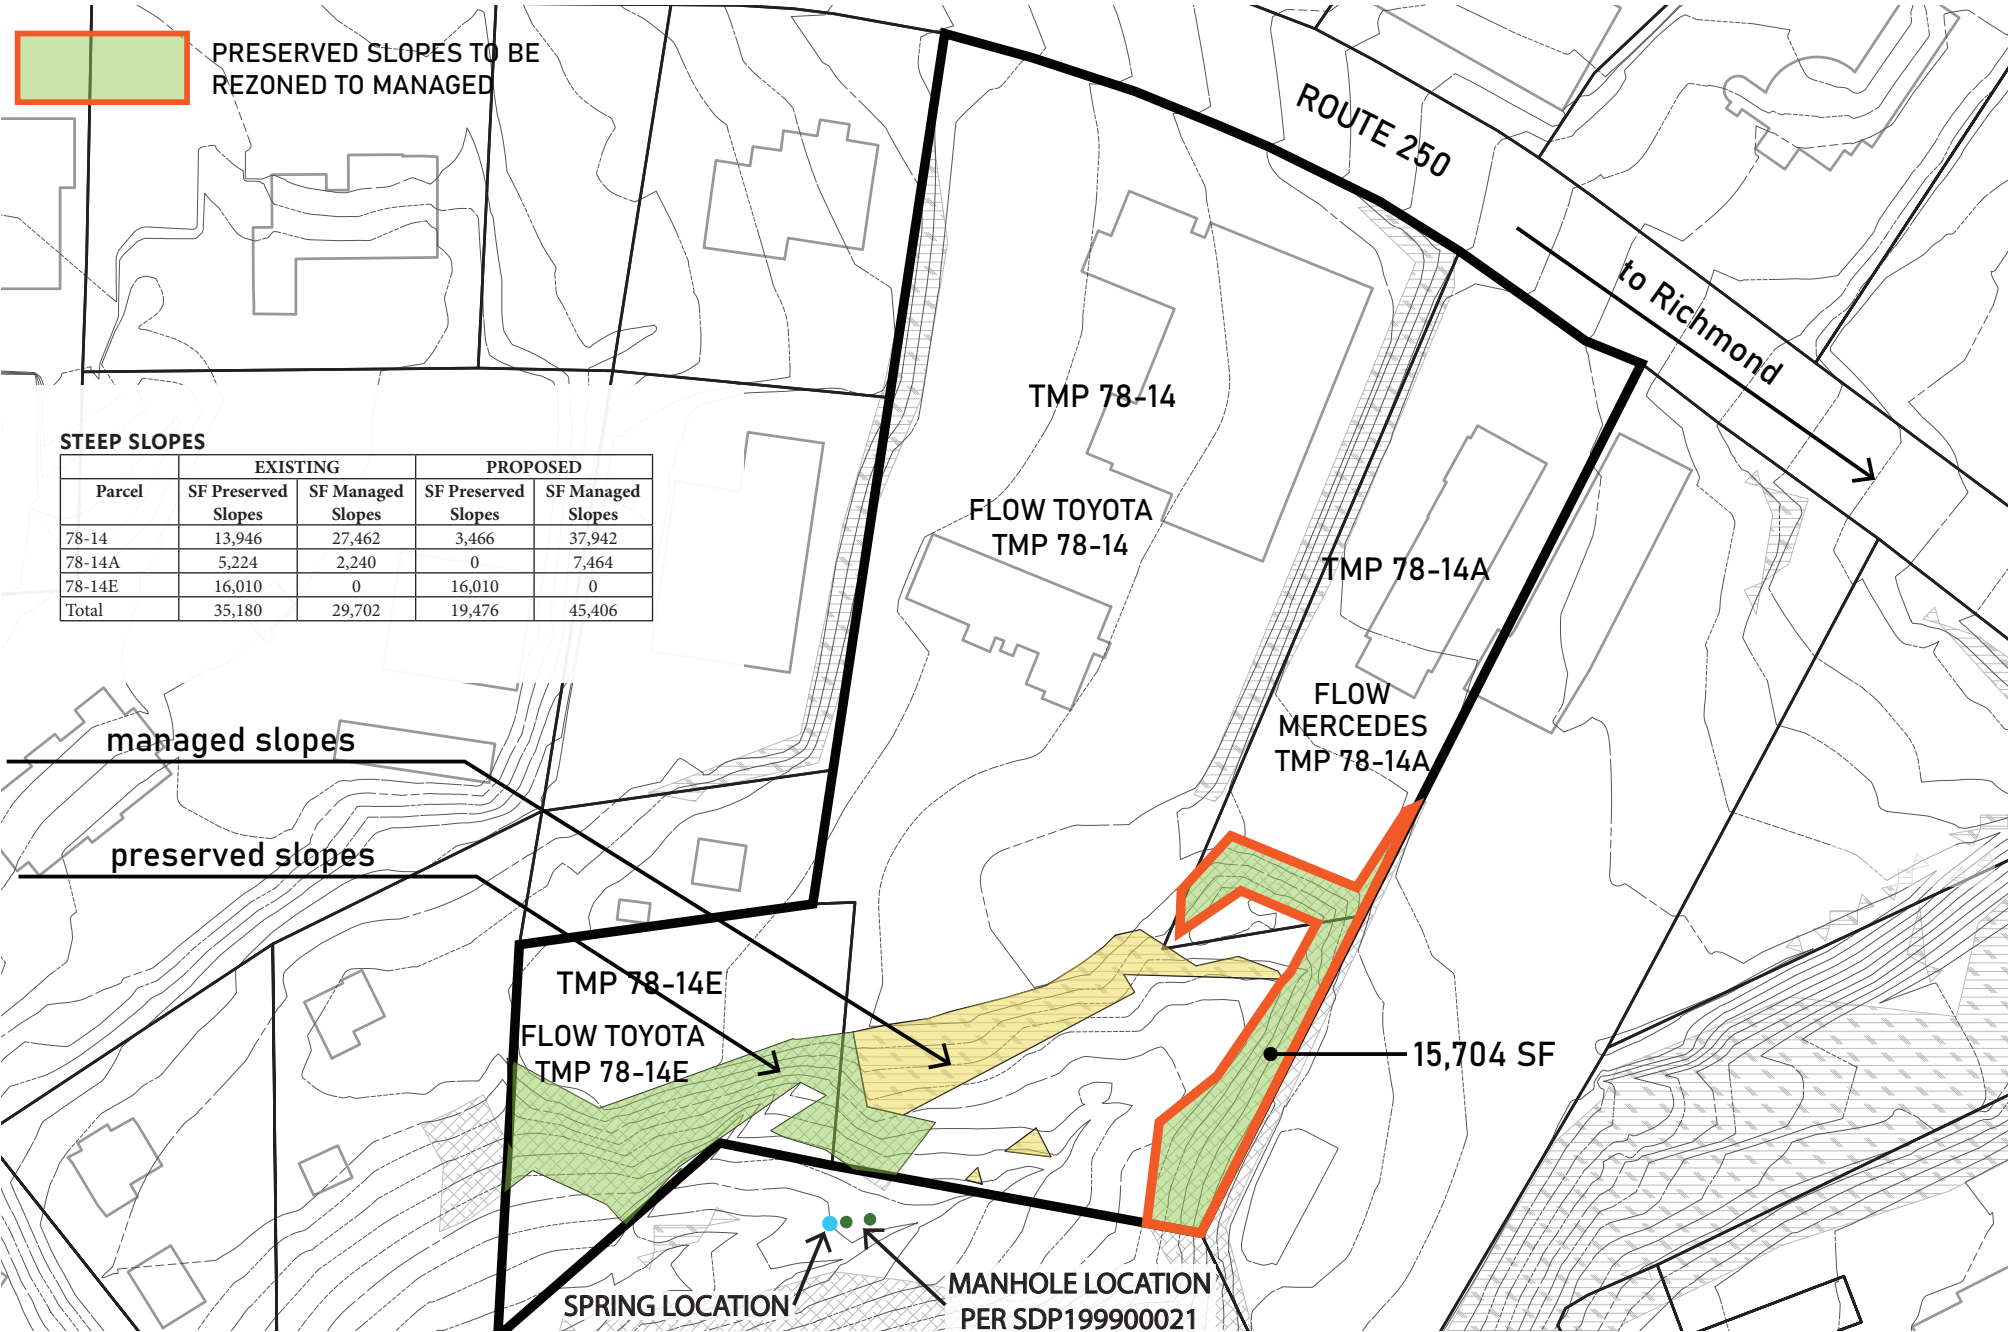 PRESERVED SLOPES TO BE
REZONED TO MANAGED
ROUTE 250
to Richmond
TMP 78-14
FLOW TOYOTA
TMP 78-14
TMP 78-14A
FLOW
MERCEDES
TMP 78-14A
STEEP SLOPES
EXISTING PROPOSED
Parcel SF Preserved Slopes SF Managed Slopes SF Preserved Slopes SF Managed Slopes
78-14 13,946 27,462 3,466 37,942
78-14A 5,224 2,240 0 7,464
78-14E 16,010 0 16,010 0
Total 35,180 29,702 19,476 45,406
managed slopes
preserved slopes
TMP 78-14E
FLOW TOYOTA
TMP 78-14E
15,704 SF
SPRING LOCATION
MANHOLE LOCATION
PER SDP199900021